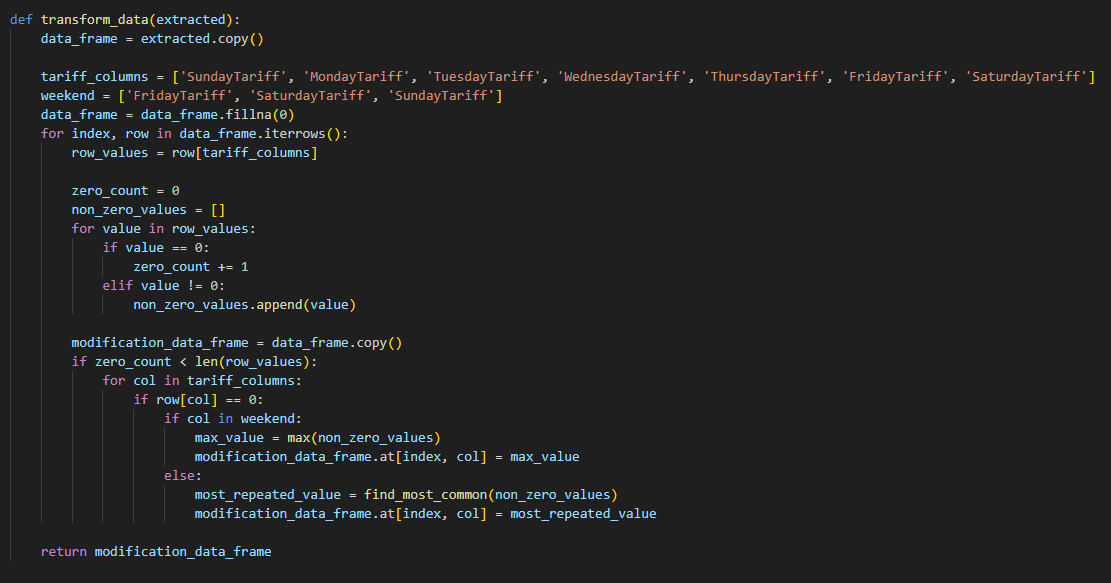 def transform_data(extracted):
    data_frame = extracted.copy()

    tariff_columns = ['SundayTariff', 'MondayTariff', 'TuesdayTariff', 'WednesdayTariff', 'ThursdayTariff', 'FridayTariff', 'SaturdayTariff']
    weekend = ['FridayTariff', 'SaturdayTariff', 'SundayTariff']
    data_frame = data_frame.fillna(0)
    for index, row in data_frame.iterrows():
        row_values = row[tariff_columns]

        zero_count = 0
        non_zero_values = []
        for value in row_values:
            if value == 0:
                zero_count += 1
            elif value != 0:
                non_zero_values.append(value)

        modification_data_frame = data_frame.copy()
        if zero_count < len(row_values):
            for col in tariff_columns:
                if row[col] == 0:
                    if col in weekend:
                        max_value = max(non_zero_values)
                        modification_data_frame.at[index, col] = max_value
                    else:
                        most_repeated_value = find_most_common(non_zero_values)
                        modification_data_frame.at[index, col] = most_repeated_value

    return modification_data_frame